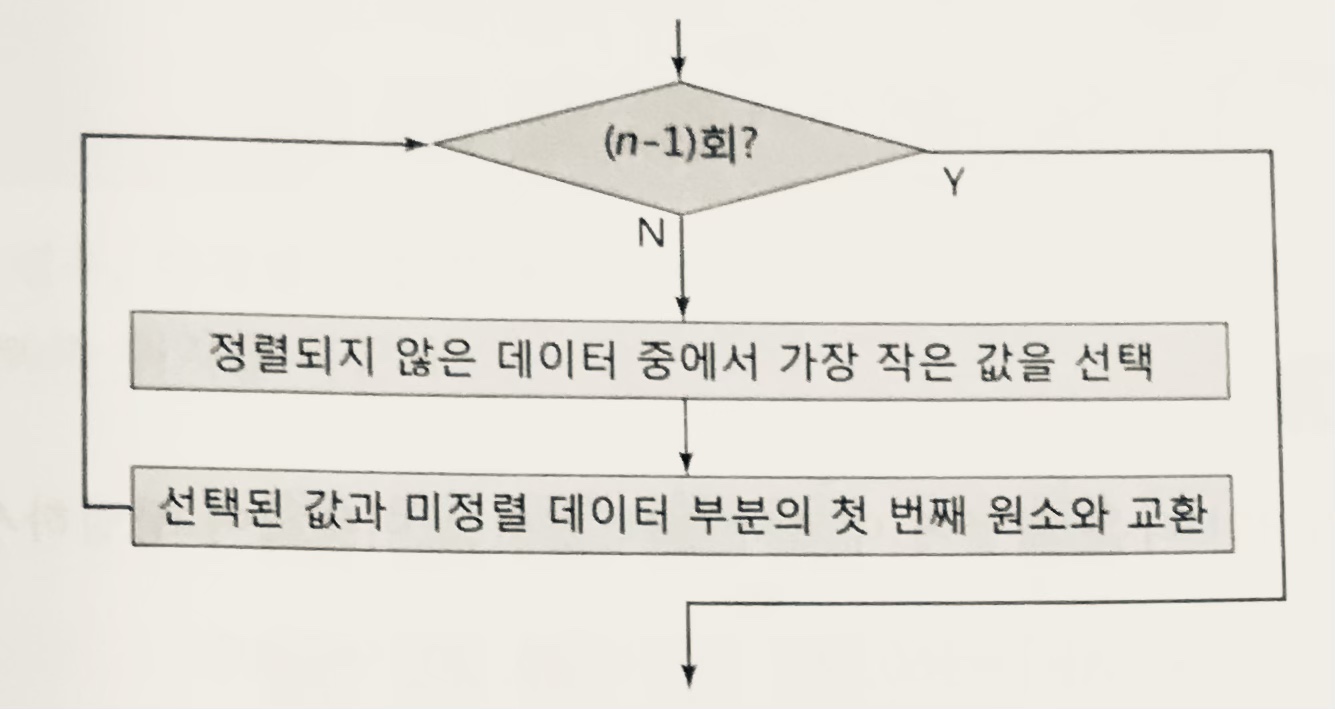 (n-1)회?
Y
N
정렬되지 않은 데이터 중에서 가장 작은 값을 선택
선택된 값과 미정렬 데이터 부분의 첫 번째 원소와 교환